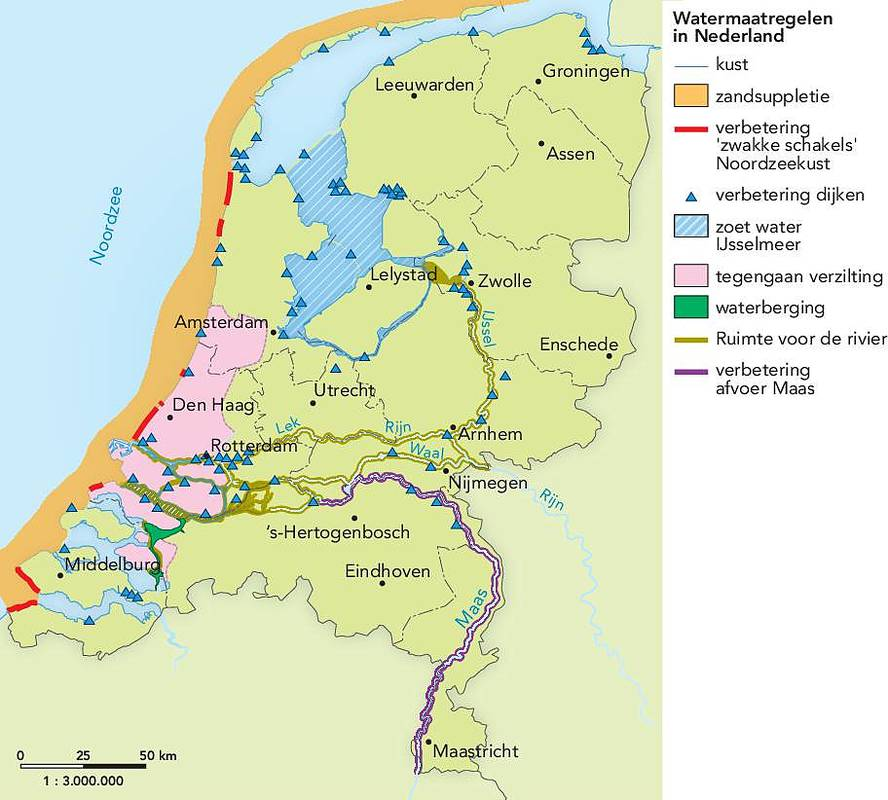 Watermaatregelen
in Nederland
kust
zandsuppletie
verbetering
'zwakke schakels'
Noordzeekust
verbetering dijken
zoet water
IJsselmeer
tegengaan verzilting
waterberging
Ruimte voor de rivier
verbetering
afvoer Maas
Noordzee
Leeuwarden
Groningen
Assen
Lelystad
Zwolle
IJssel
Amsterdam
Enschede
Utrecht
Den Haag
Lek
Rijn
Arnhem
Rotterdam
Waal
Nijmegen
Rijn
's-Hertogenbosch
Middelburg
Eindhoven
Maas
Maastricht
0 25 50 km
1 : 3.000.000